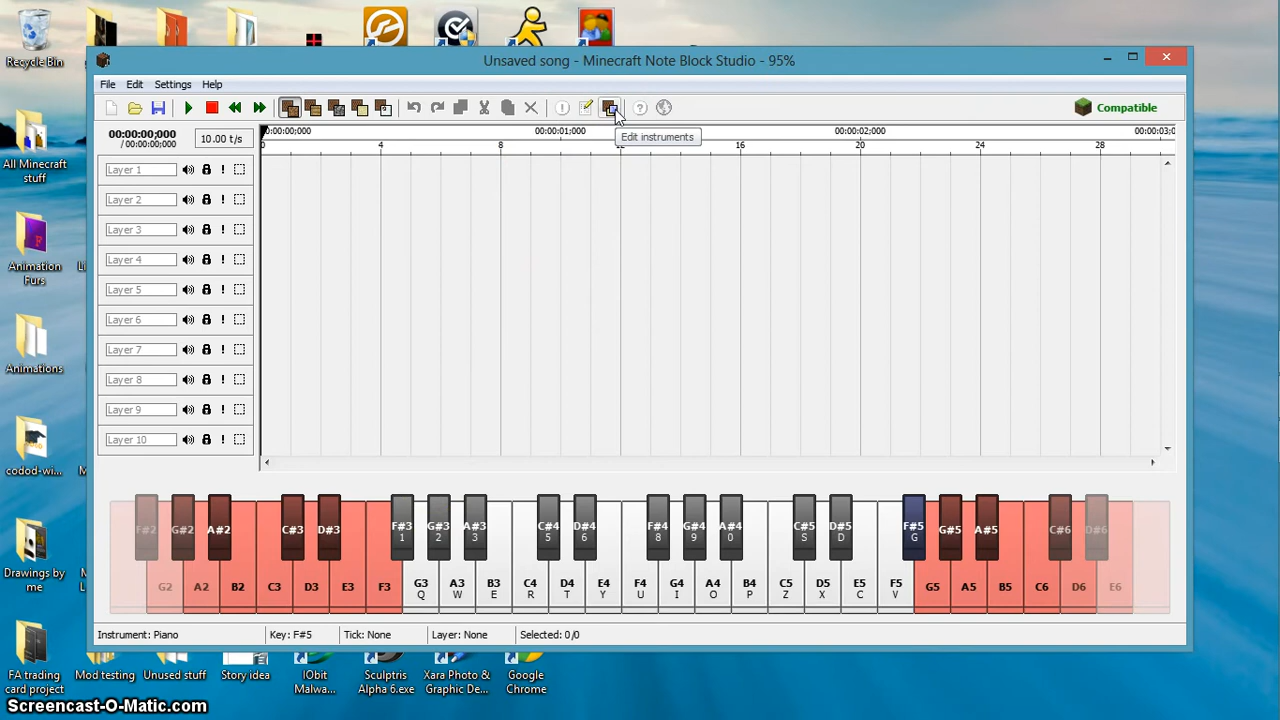 Recycle Bin
Unsaved song - Minecraft Note Block Studio - 95%
File Edit Settings Help
Compatible
Edit instruments
00:00:00;000
/ 00:00:00;000
10.00 t/s
0:00:00;000 00:00:01;000 00:00:02;000 00:00:03;0
0 4 8 12 16 20 24 28
Layer 1
Layer 2
Layer 3
Layer 4
Layer 5
Layer 6
Layer 7
Layer 8
Layer 9
Layer 10
All Minecraft
stuff
Animation
Furs
Animations
codod-wi...
Drawings by
me
FA trading
card project
F#2 G#2 A#2 C#3 D#3 F#3 G#3 A#3 C#4 D#4 F#4 G#4 A#4 C#5 D#5 F#5 G#5 A#5 C#6 D#6
1 2 3 5 6 8 9 0 S D G
G2 A2 B2 C3 D3 E3 F3 G3 A3 B3 C4 D4 E4 F4 G4 A4 B4 C5 D5 E5 F5 G5 A5 B5 C6 D6 E6
Q W E R T Y U I O P Z X C V
Instrument: Piano Key: F#5 Tick: None Layer: None Selected: 0/0
Mod testing
Unused stuff
Story idea
IObit
Malwa...
Sculptris
Alpha 6.exe
Xara Photo &
Graphic De...
Google
Chrome
Screencast-O-Matic.com